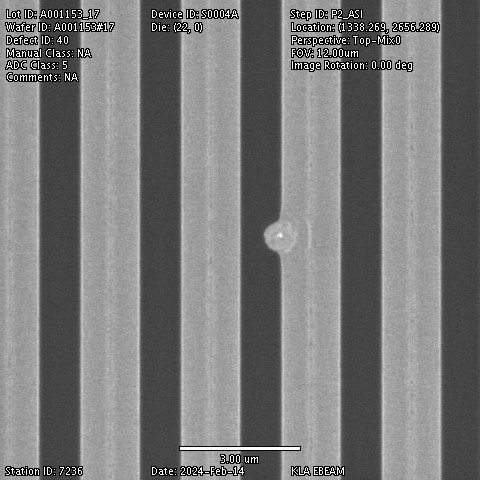 Lot ID: A001153_17
Wafer ID: A001153#17
Defect ID: 40
Manual Class: NA
ADC Class: 5
Comments: NA
Device ID: S0004A
Die: (22, 0)
Step ID: P2_ASI
Location: (1338.269, 2656.289)
Perspective: Top-Mix0
FOV: 12.00um
Image Rotation: 0.00 deg
3.00 um
Station ID: 7236
Date: 2024-Feb-14
KLA EBEAM